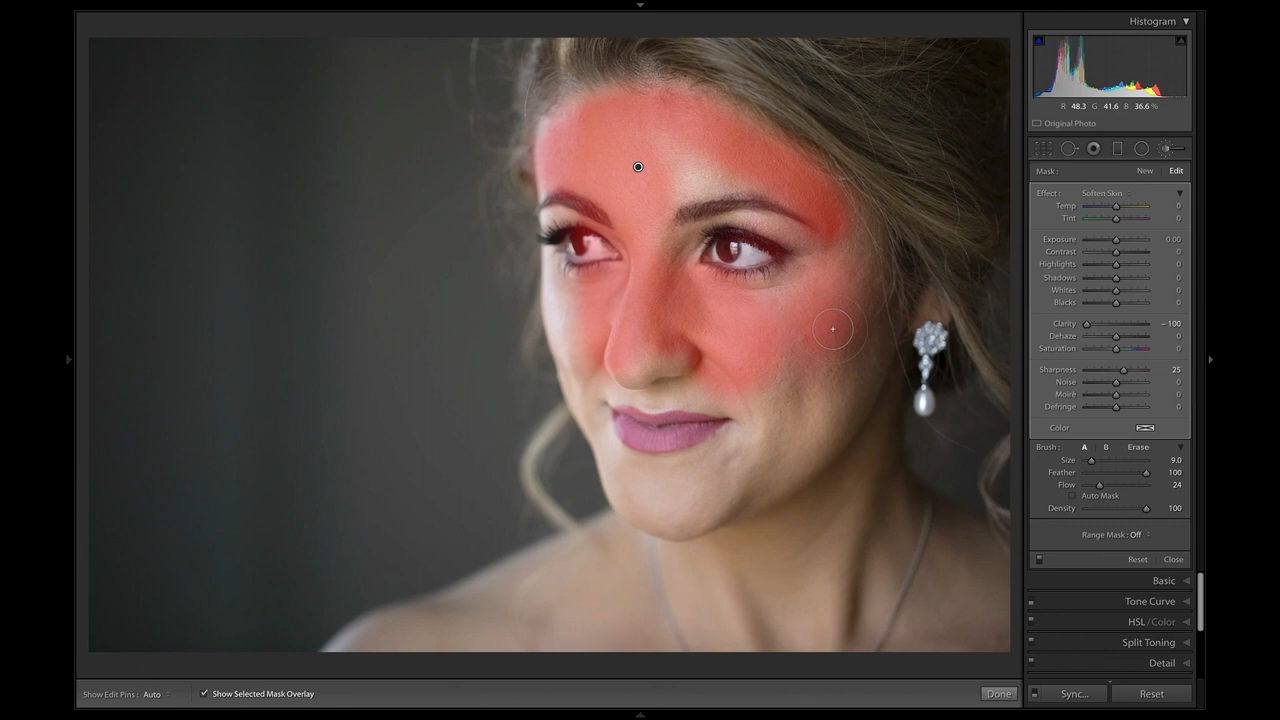 Histogram
R 48.3 G 41.6 B 36.6 %
Original Photo
Mask : New Edit
Effect : Soften Skin
Temp 0
Tint 0
Exposure 0.00
Contrast 0
Highlights 0
Shadows 0
Whites 0
Blacks 0
Clarity – 100
Dehaze 0
Saturation 0
Sharpness 25
Noise 0
Moiré 0
Defringe 0
Color
Brush : A B Erase
Size 9.0
Feather 100
Flow 24
Auto Mask
Density 100
Range Mask : Off
Reset Close
Basic
Tone Curve
HSL / Color
Split Toning
Detail
Show Edit Pins : Auto Show Selected Mask Overlay Done Sync... Reset